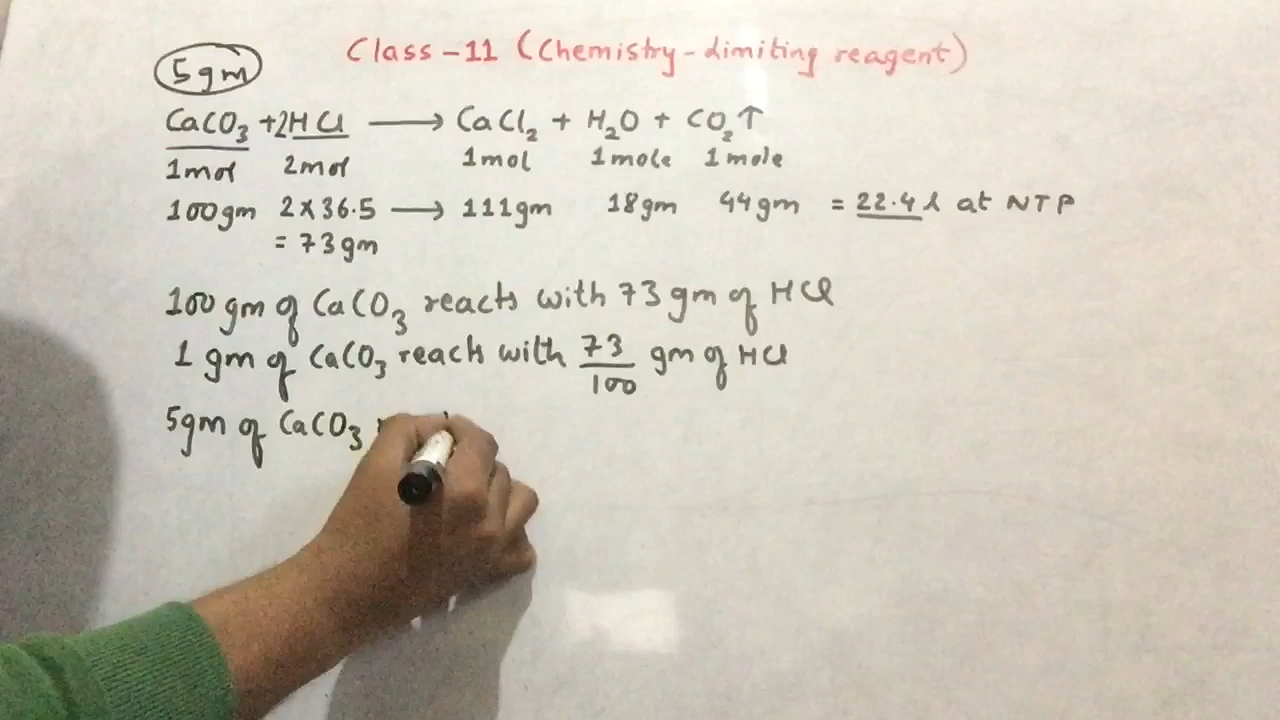 Class-11 (Chemistry-Limiting reagent)
5gm
CaCO3 + 2HCl ⟶ CaCl2 + H2O + CO2↑
1mol 2mol 1mol 1mole 1mole
100gm 2×36.5 ⟶ 111gm 18gm 44gm = 22.4 l at NTP
= 73gm
100 gm of CaCO3 reacts with 73 gm of HCl
1 gm of CaCO3 reacts with 73/100 gm of HCl
5gm of CaCO3